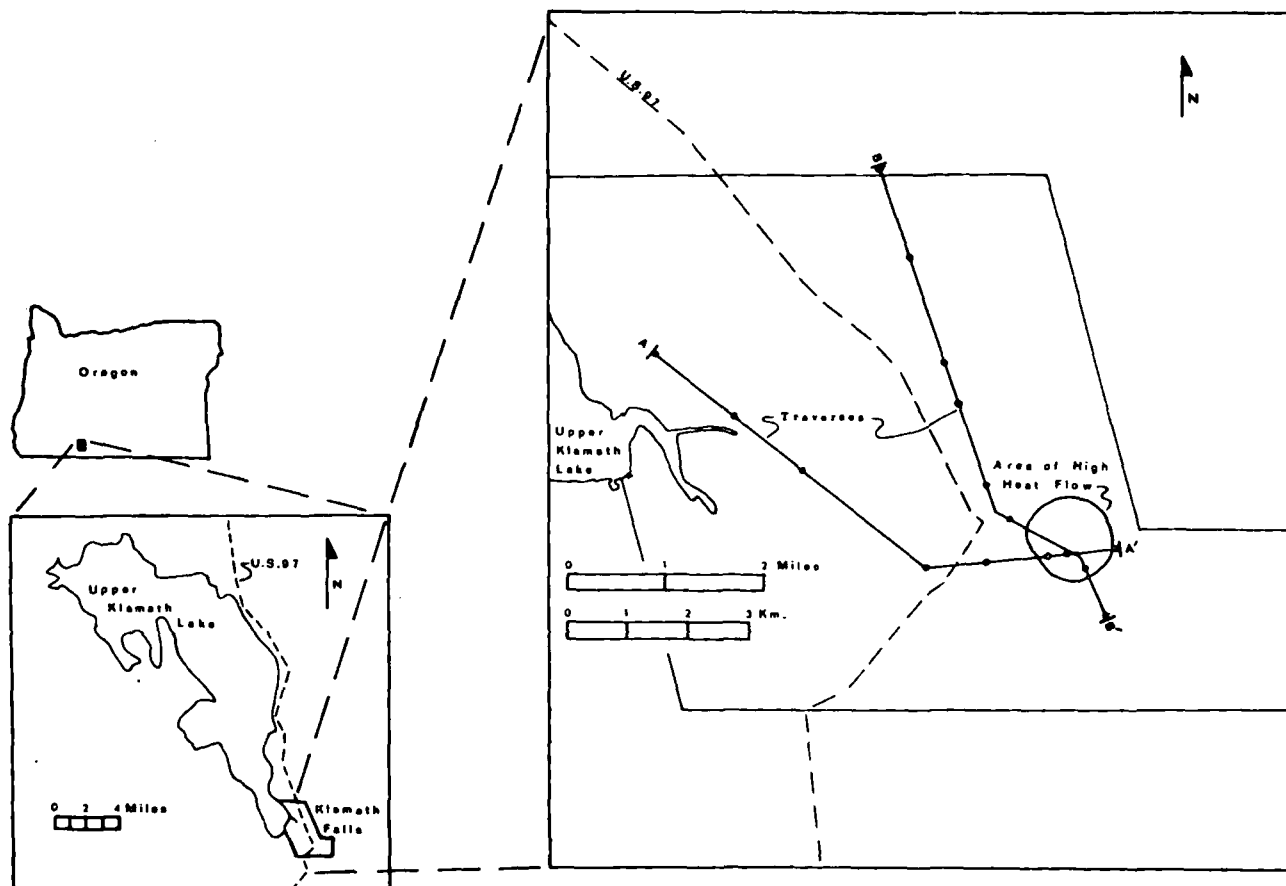 Oregon
U.S.97
N
Upper
Klamath
Lake
0 2 4 Miles
Klamath
Falls
U.S.97
N
B
A
Traverses
Upper
Klamath
Lake
Area of High
Heat Flow
A'
B'
0 1 2 Miles
0 1 2 3 Km.